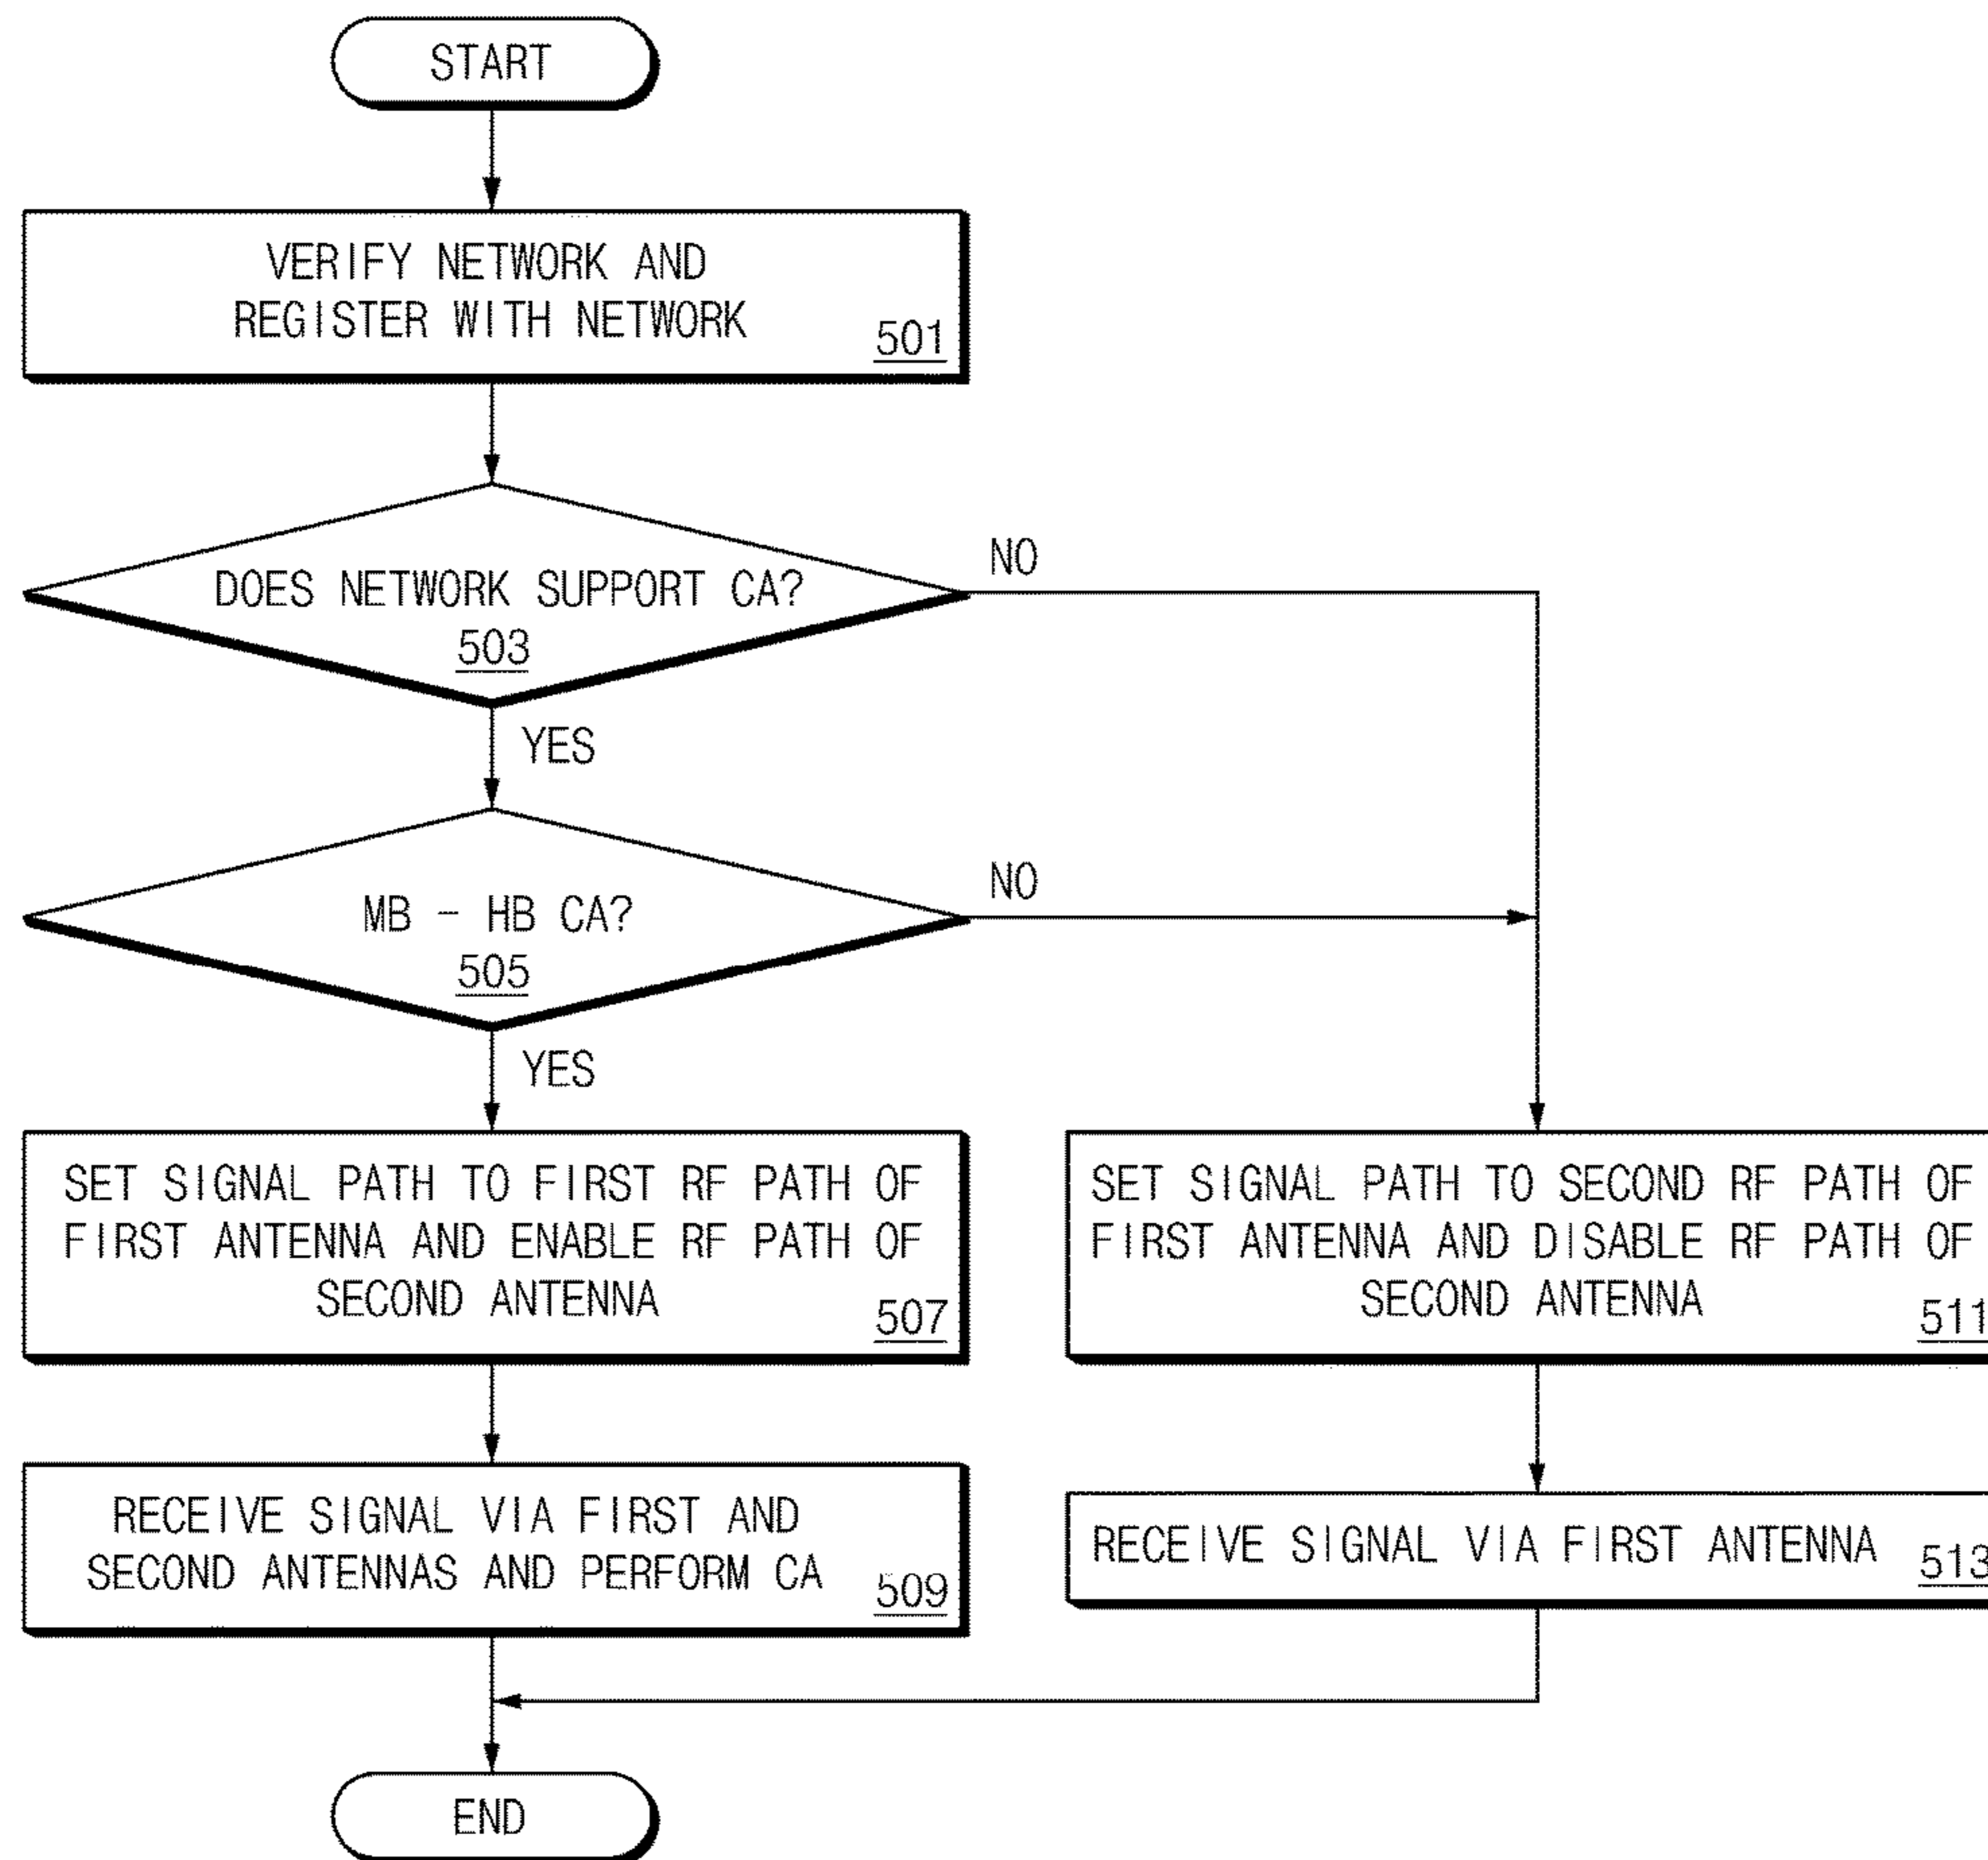 START
VERIFY NETWORK AND
REGISTER WITH NETWORK
501
DOES NETWORK SUPPORT CA?
503
NO
YES
MB - HB CA?
505
NO
YES
SET SIGNAL PATH TO FIRST RF PATH OF
FIRST ANTENNA AND ENABLE RF PATH OF
SECOND ANTENNA
507
SET SIGNAL PATH TO SECOND RF PATH OF
FIRST ANTENNA AND DISABLE RF PATH OF
SECOND ANTENNA
511
RECEIVE SIGNAL VIA FIRST AND
SECOND ANTENNAS AND PERFORM CA
509
RECEIVE SIGNAL VIA FIRST ANTENNA
513
END